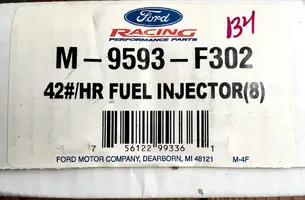 Ford
RACING
PERFORMANCE PARTS
M-9593-F302
42#/HR FUEL INJECTOR(8)
7 56122 99336 1
FORD MOTOR COMPANY, DEARBORN, MI 48121 M-4F